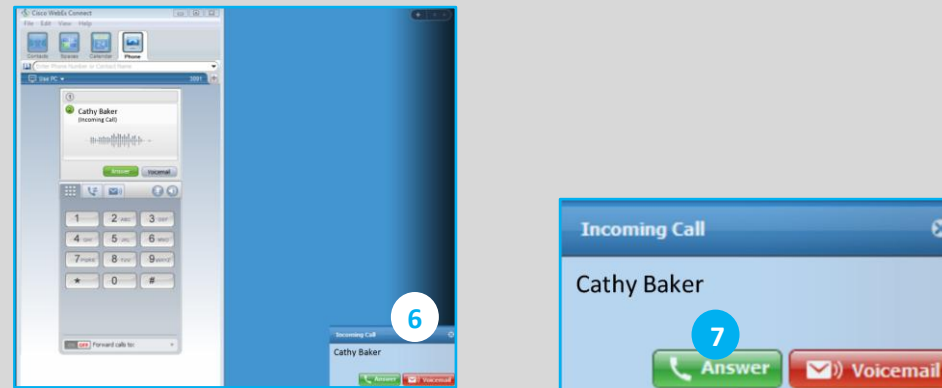 Cisco WebEx Connect
File Edit View Help
Contacts Spaces Calendar Phone
Enter Phone Number or Contact Name
Use PC 3001
1
Cathy Baker
(Incoming Call)
Answer Voicemail
1 2 ABC 3 DEF
4 GHI 5 JKL 6 MNO
7 PQRS 8 TUV 9 WXYZ
* 0 #
OFF Forward calls to:
6
Incoming Call
Cathy Baker
Answer Voicemail
Incoming Call
Cathy Baker
7
Answer Voicemail